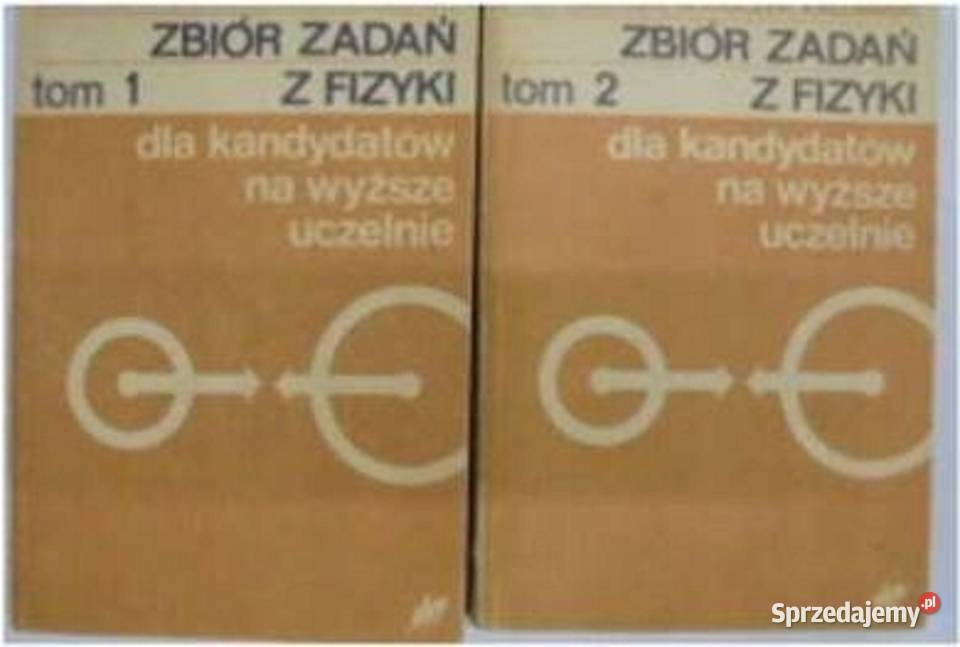 ZBIÓR ZADAŃ
tom 1 Z FIZYKI
dla kandydatów
na wyższe
uczelnie
ZBIÓR ZADAŃ
tom 2 Z FIZYKI
dla kandydatów
na wyższe
uczelnie
Sprzedajemy.pl